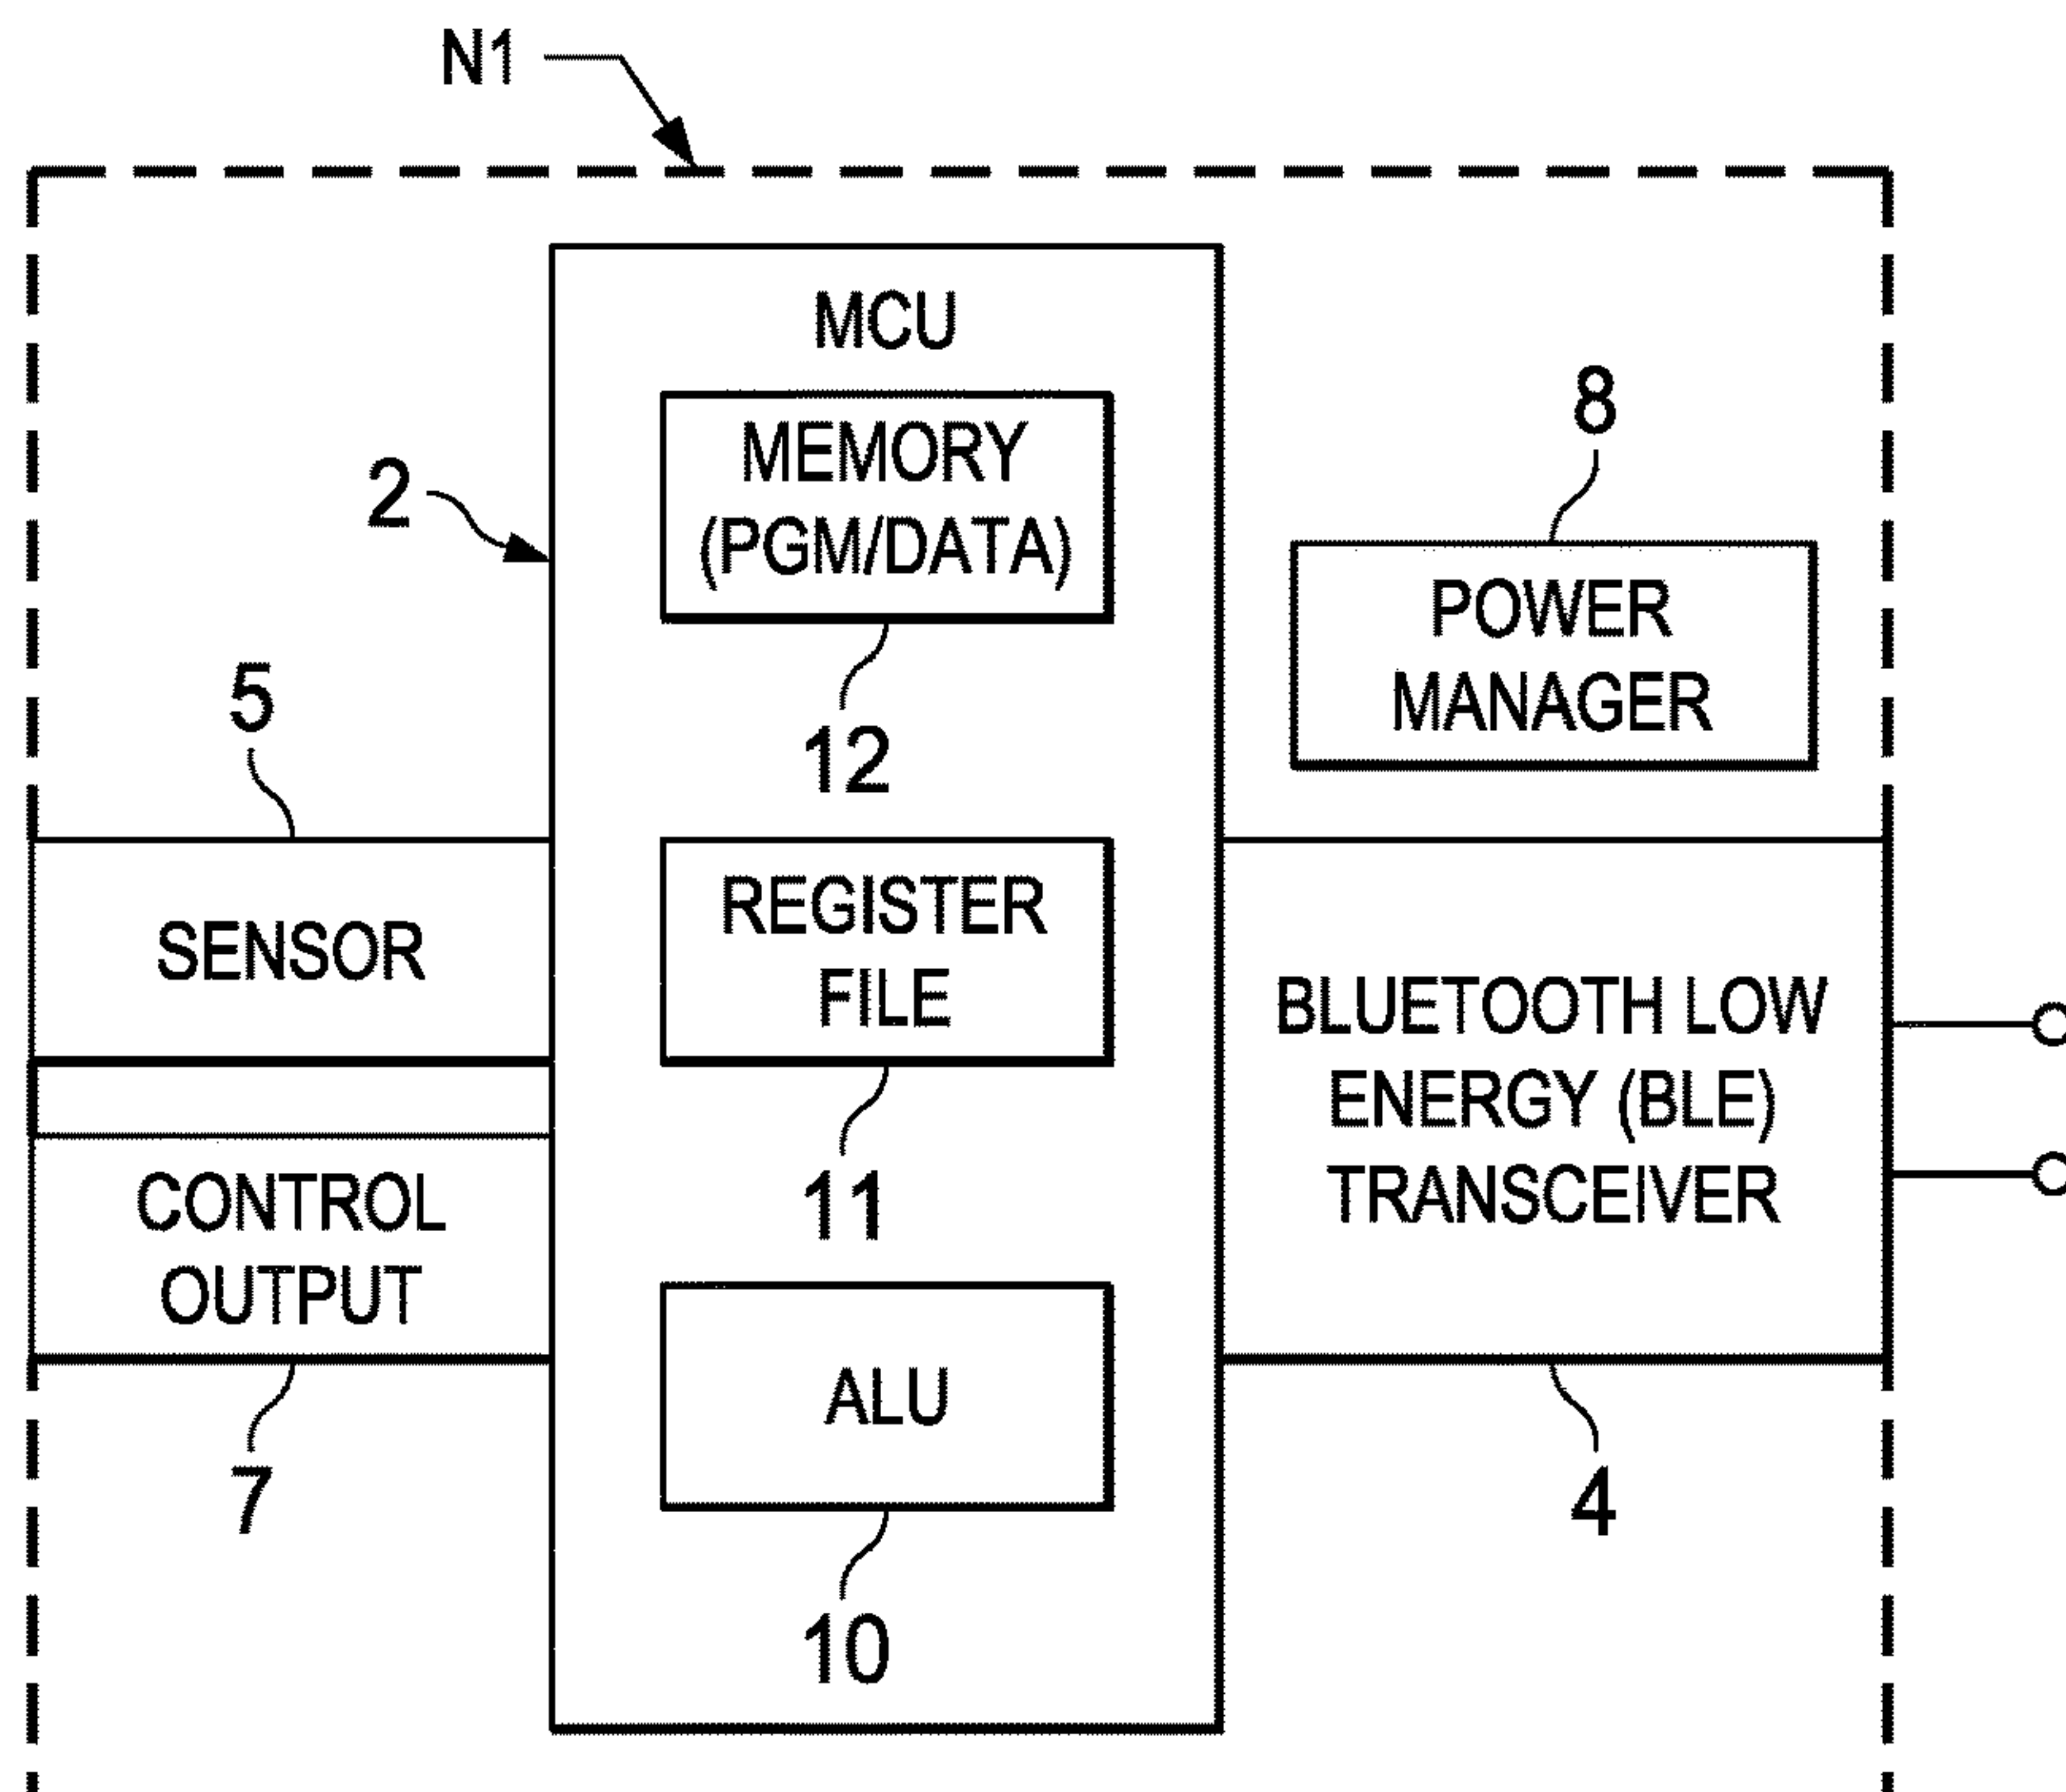 N1
MCU
MEMORY
(PGM/DATA)
12
2
8
POWER
MANAGER
5
SENSOR
REGISTER
FILE
11
BLUETOOTH LOW
ENERGY (BLE)
TRANSCEIVER
CONTROL
OUTPUT
7
ALU
10
4